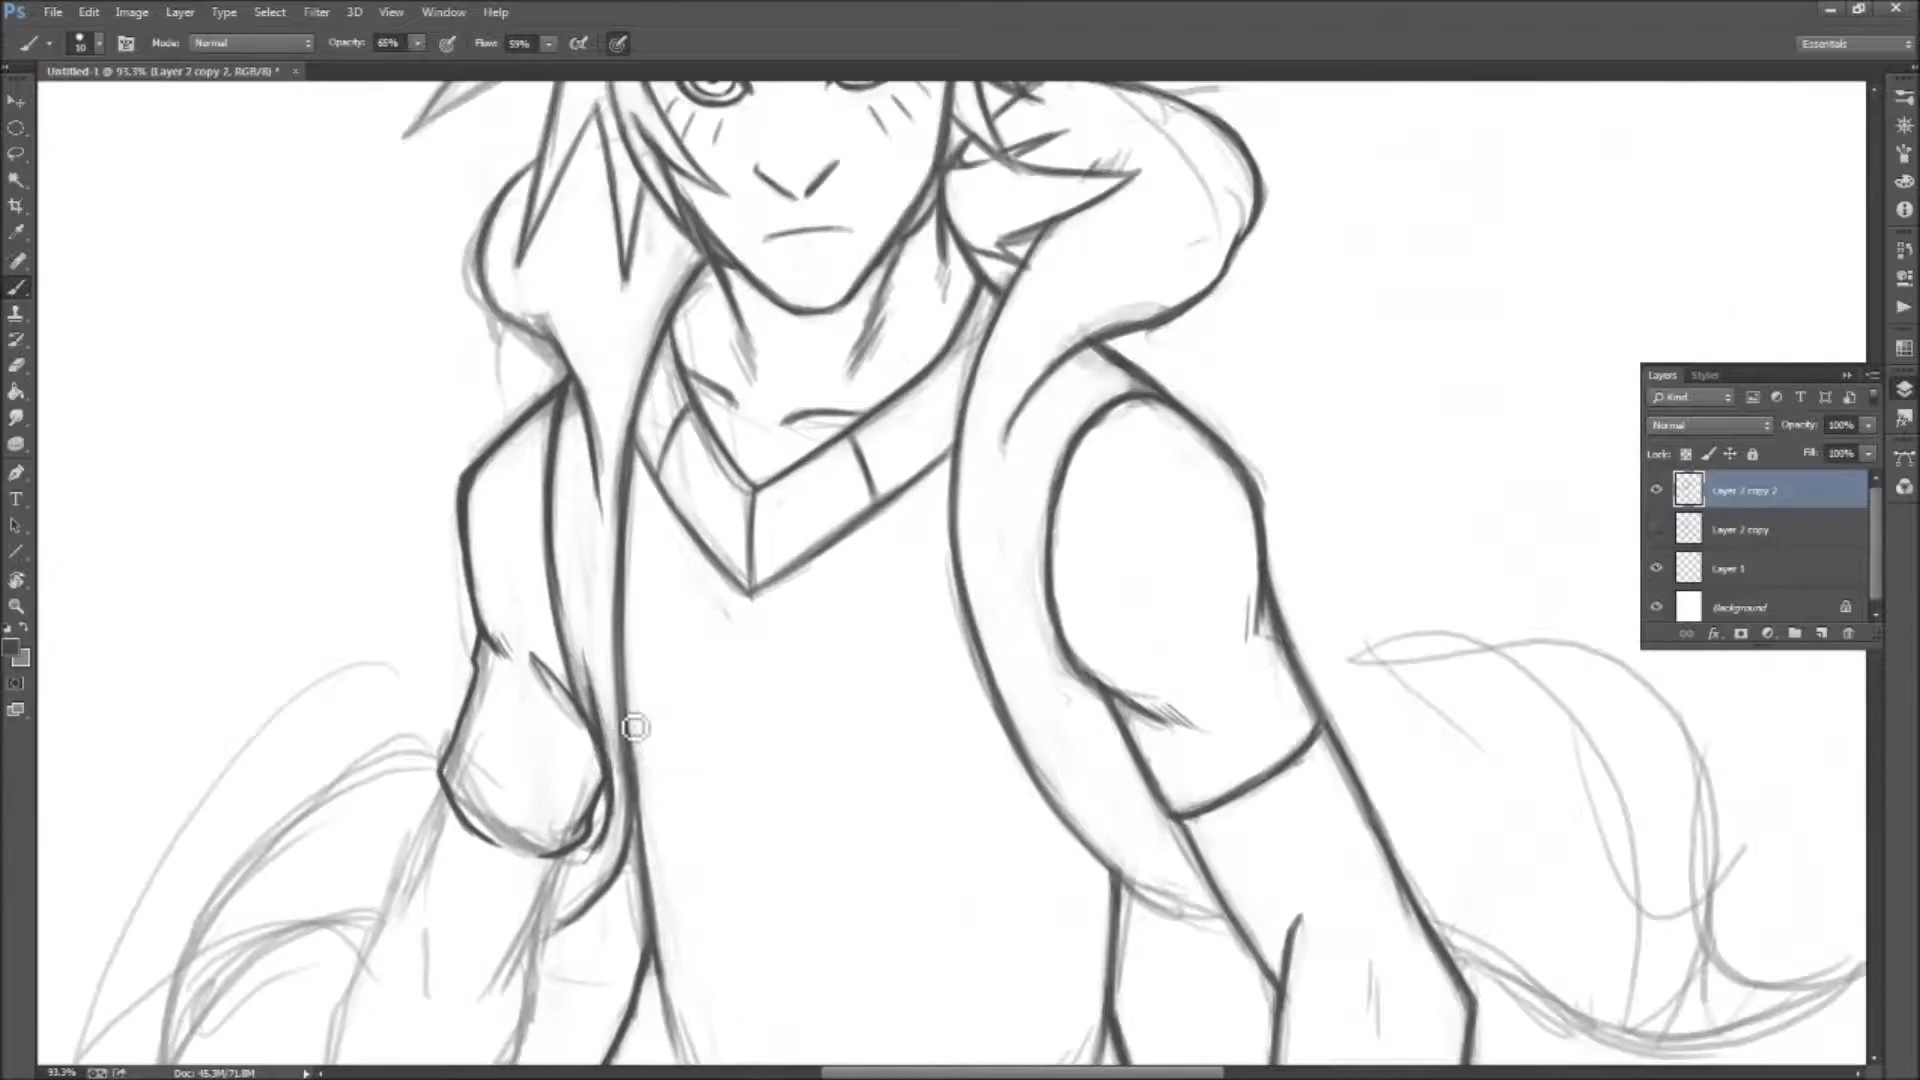 Ps File Edit Image Layer Type Select Filter 3D View Window Help
10 Mode: Normal Opacity: 65% Flow: 59% Essentials
Untitled-1 @ 93.3% (Layer 2 copy 2, RGB/8) * ×
Layers Styles
Kind
Normal Opacity: 100%
Lock: Fill: 100%
Layer 2 copy 2
Layer 2 copy
Layer 1
Background
93.3% Doc: 45.3M/71.8M